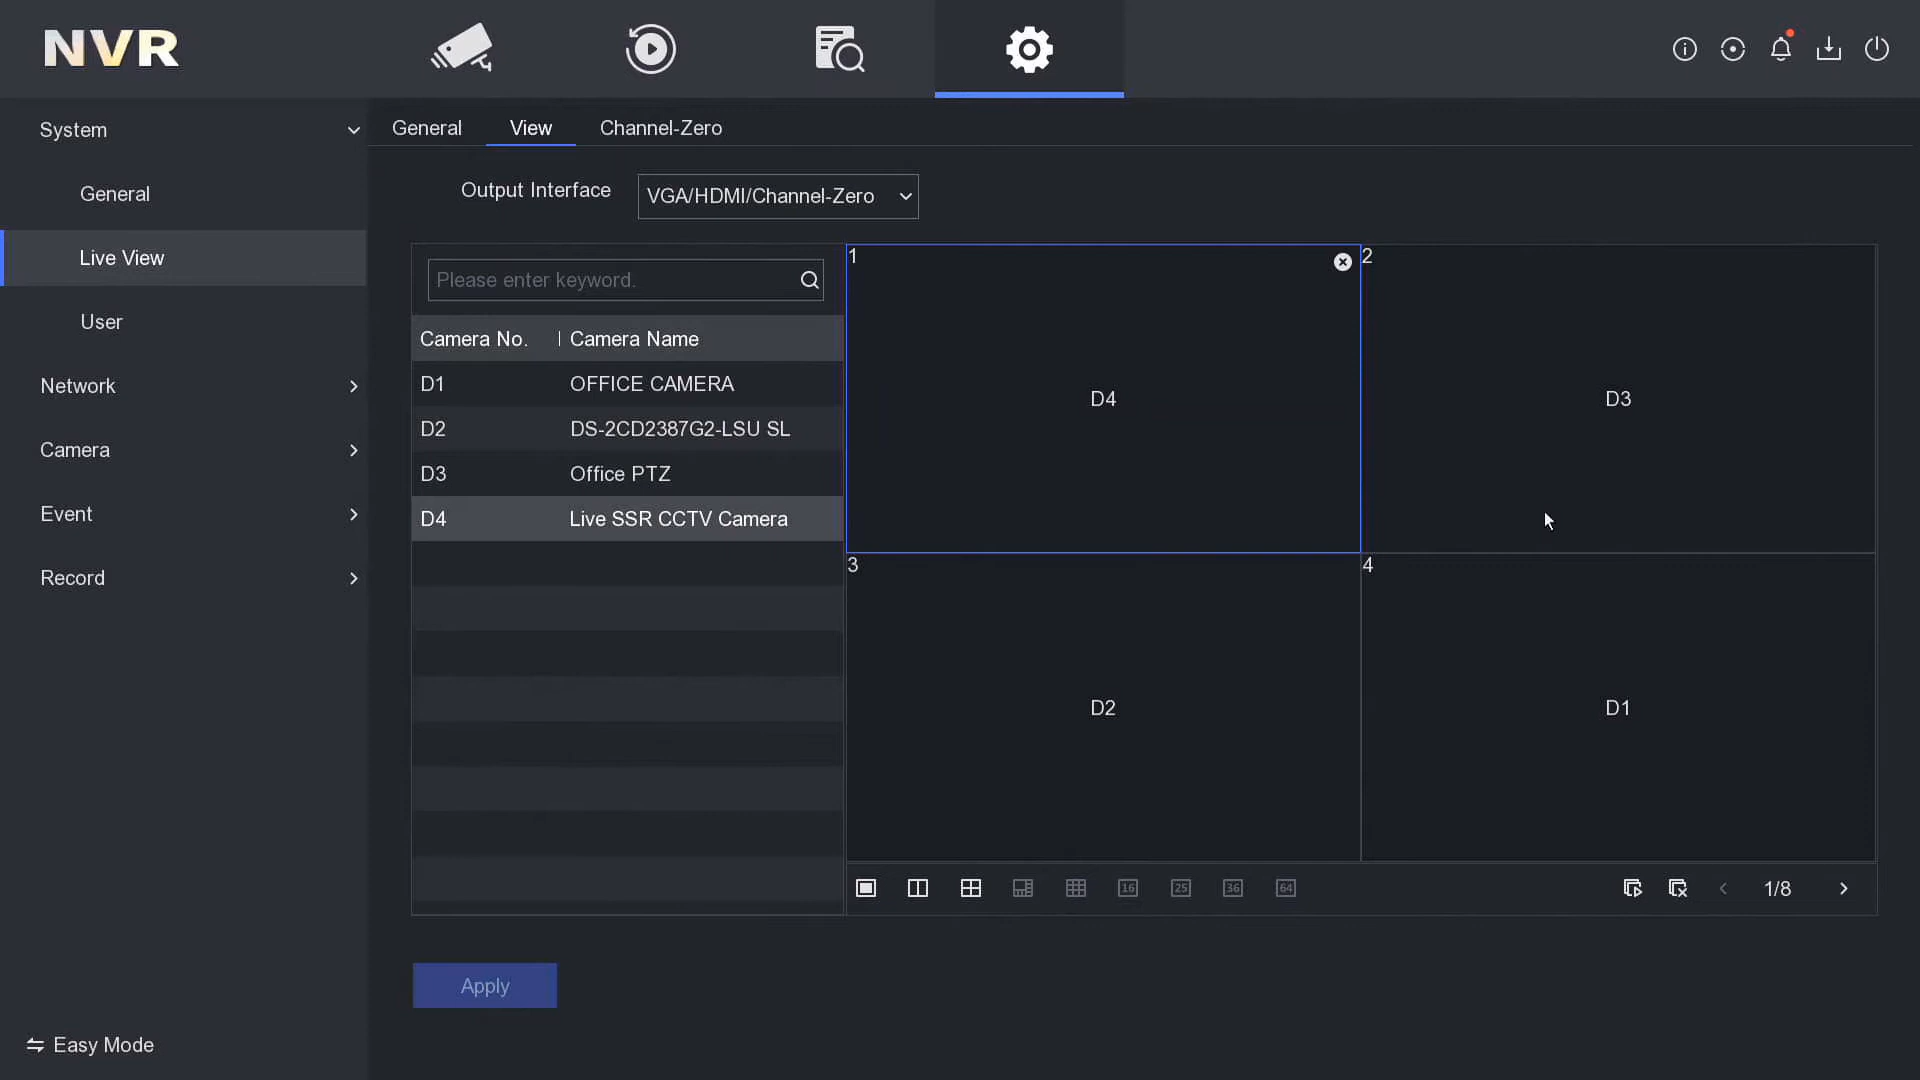 NVR
System
General
Live View
User
Network
Camera
Event
Record
Easy Mode
General View Channel-Zero
Output Interface VGA/HDMI/Channel-Zero
Please enter keyword.
Camera No. Camera Name
D1 OFFICE CAMERA
D2 DS-2CD2387G2-LSU SL
D3 Office PTZ
D4 Live SSR CCTV Camera
1 2
D4 D3
3 4
D2 D1
16 25 36 64 1/8
Apply